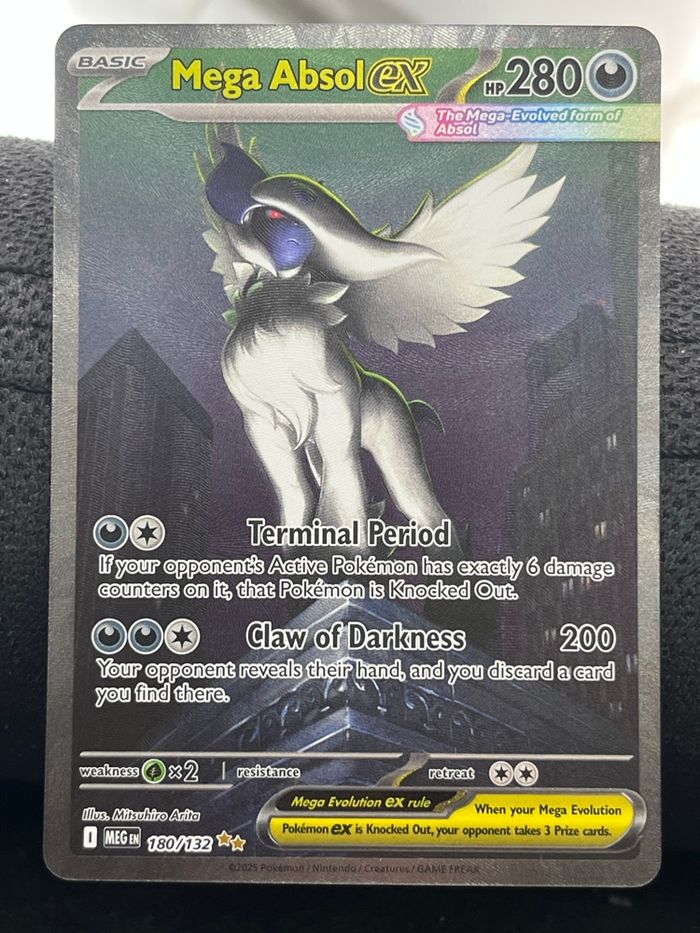 BASIC Mega Absol ex HP 280
The Mega-Evolved form of
Absol
Terminal Period
If your opponent's Active Pokémon has exactly 6 damage
counters on it, that Pokémon is Knocked Out.
Claw of Darkness 200
Your opponent reveals their hand, and you discard a card
you find there.
weakness ×2 resistance retreat
Mega Evolution ex rule When your Mega Evolution
Pokémon ex is Knocked Out, your opponent takes 3 Prize cards.
Illus. Mitsuhiro Arita
I MEG EN 180/132
©2025 Pokémon / Nintendo / Creatures / GAME FREAK